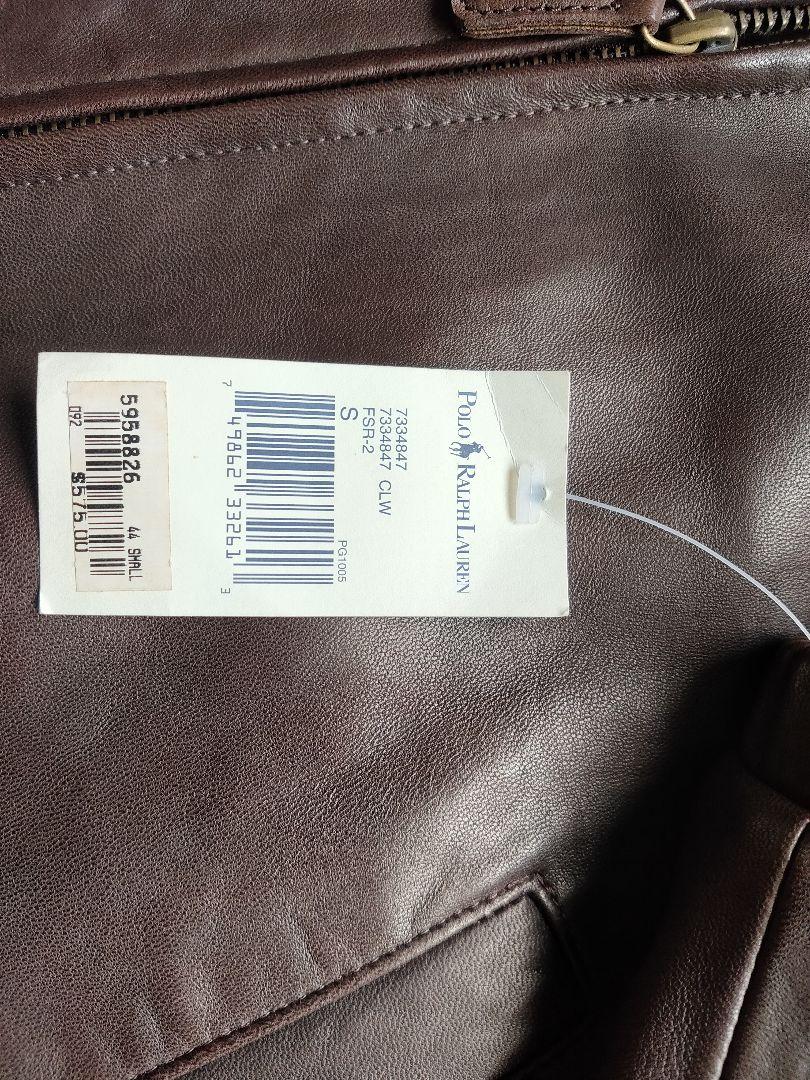 POLO RALPH LAUREN
7334847
7334847 CLW
FSR-2
S
PG1005
7 49862 33261 3
5958826
44 SMALL
092
$575.00